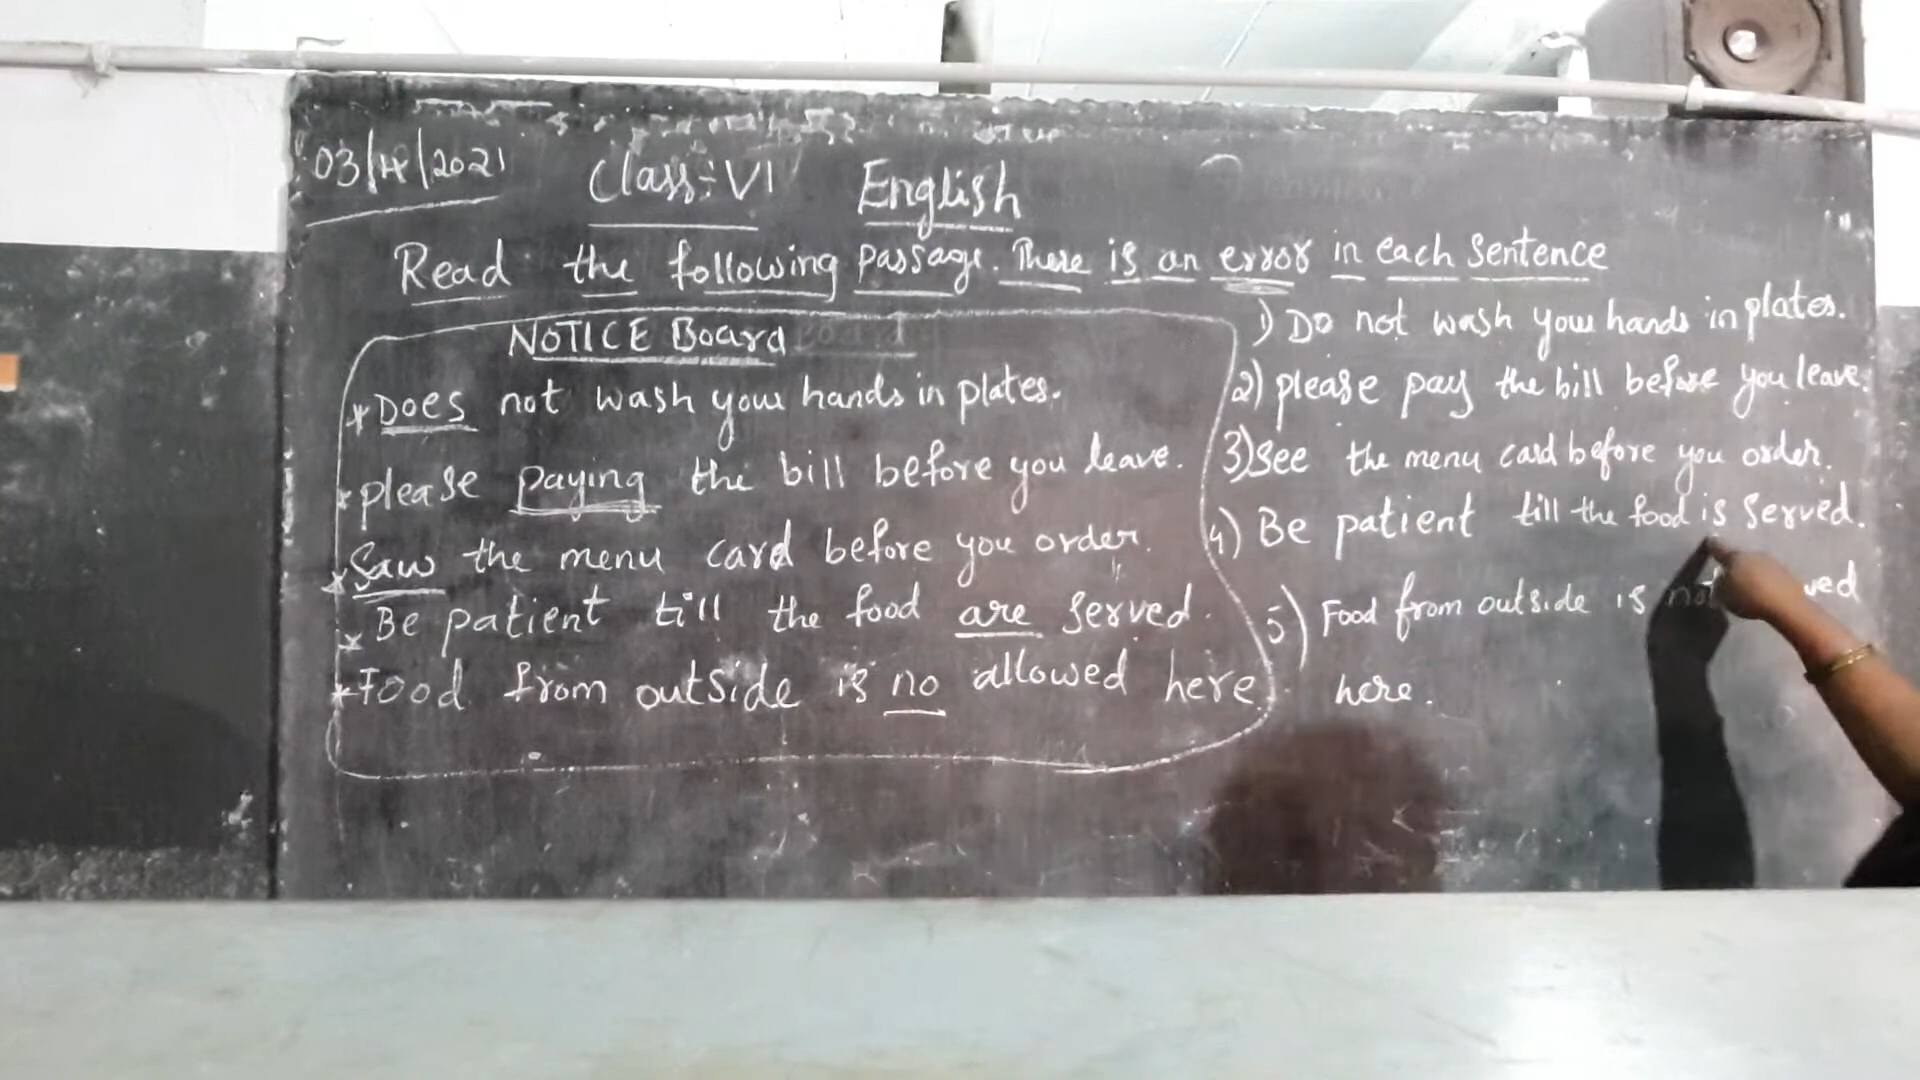 03/4/2021 Class:- VI English
Read the following passage. There is an error in each sentence
NOTICE Board
* Does not wash your hands in plates.
* please paying the bill before you leave.
* Saw the menu card before you order.
* Be patient till the food are served.
* Food from outside is no allowed here.
1) Do not wash your hands in plates.
2) please pay the bill before you leave.
3) See the menu card before you order.
4) Be patient till the food is served.
5) Food from outside is not
here.